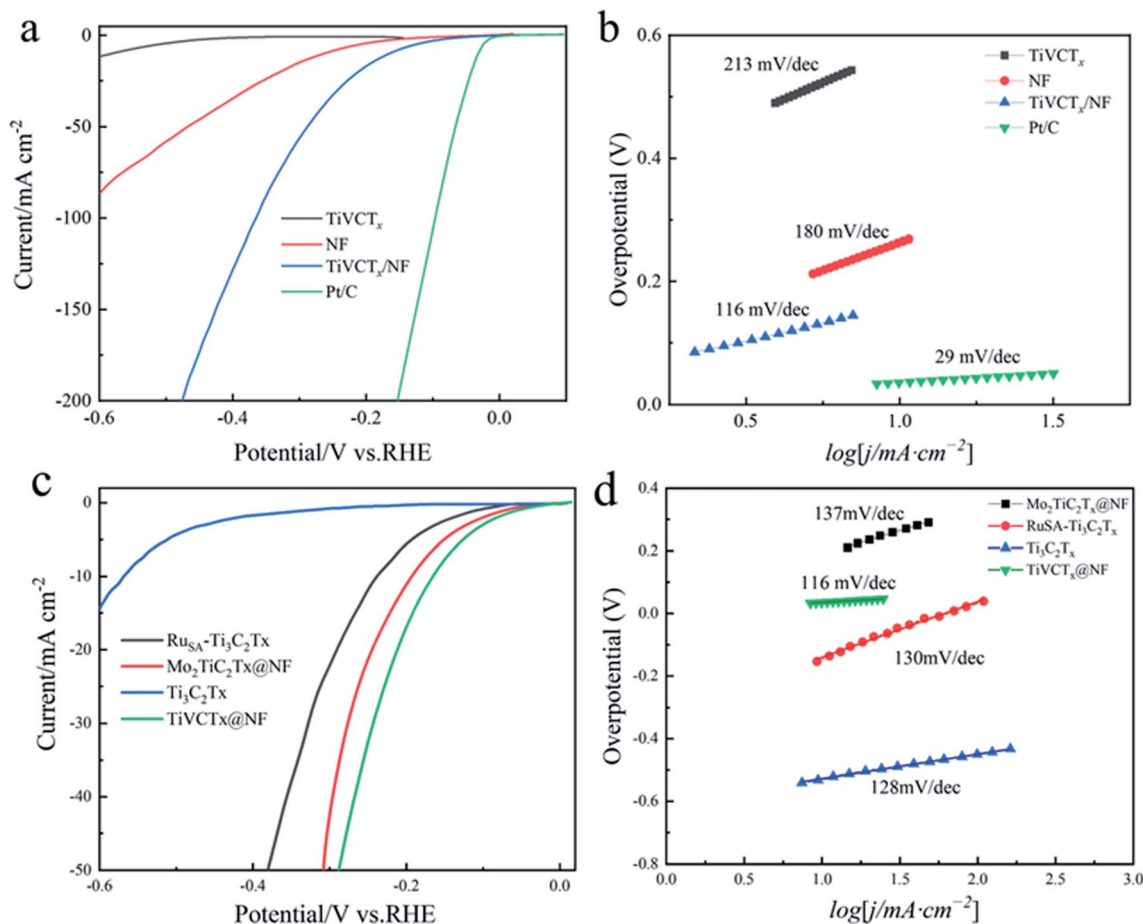 a
0
-50
-100
-150
-200
-0.6
-0.4
-0.2
0.0
Current/mA cm⁻²
Potential/V vs.RHE
TiVCTₓ
NF
TiVCTₓ/NF
Pt/C
b
0.6
0.4
0.2
0.0
0.5
1.0
1.5
Overpotential (V)
log[j/mA·cm⁻²]
213 mV/dec
180 mV/dec
116 mV/dec
29 mV/dec
TiVCTₓ
NF
TiVCTₓ/NF
Pt/C
c
0
-10
-20
-30
-40
-50
-0.6
-0.4
-0.2
0.0
Current/mA cm⁻²
Potential/V vs.RHE
Ru_SA-Ti₃C₂Tx
Mo₂TiC₂Tx@NF
Ti₃C₂Tx
TiVCTx@NF
d
0.4
0.2
0.0
-0.2
-0.4
-0.6
-0.8
0.0
0.5
1.0
1.5
2.0
2.5
3.0
Overpotential (V)
log[j/mA·cm⁻²]
137mV/dec
116 mV/dec
130mV/dec
128mV/dec
Mo₂TiC₂Tₓ@NF
RuSA-Ti₃C₂Tₓ
Ti₃C₂Tₓ
TiVCTₓ@NF